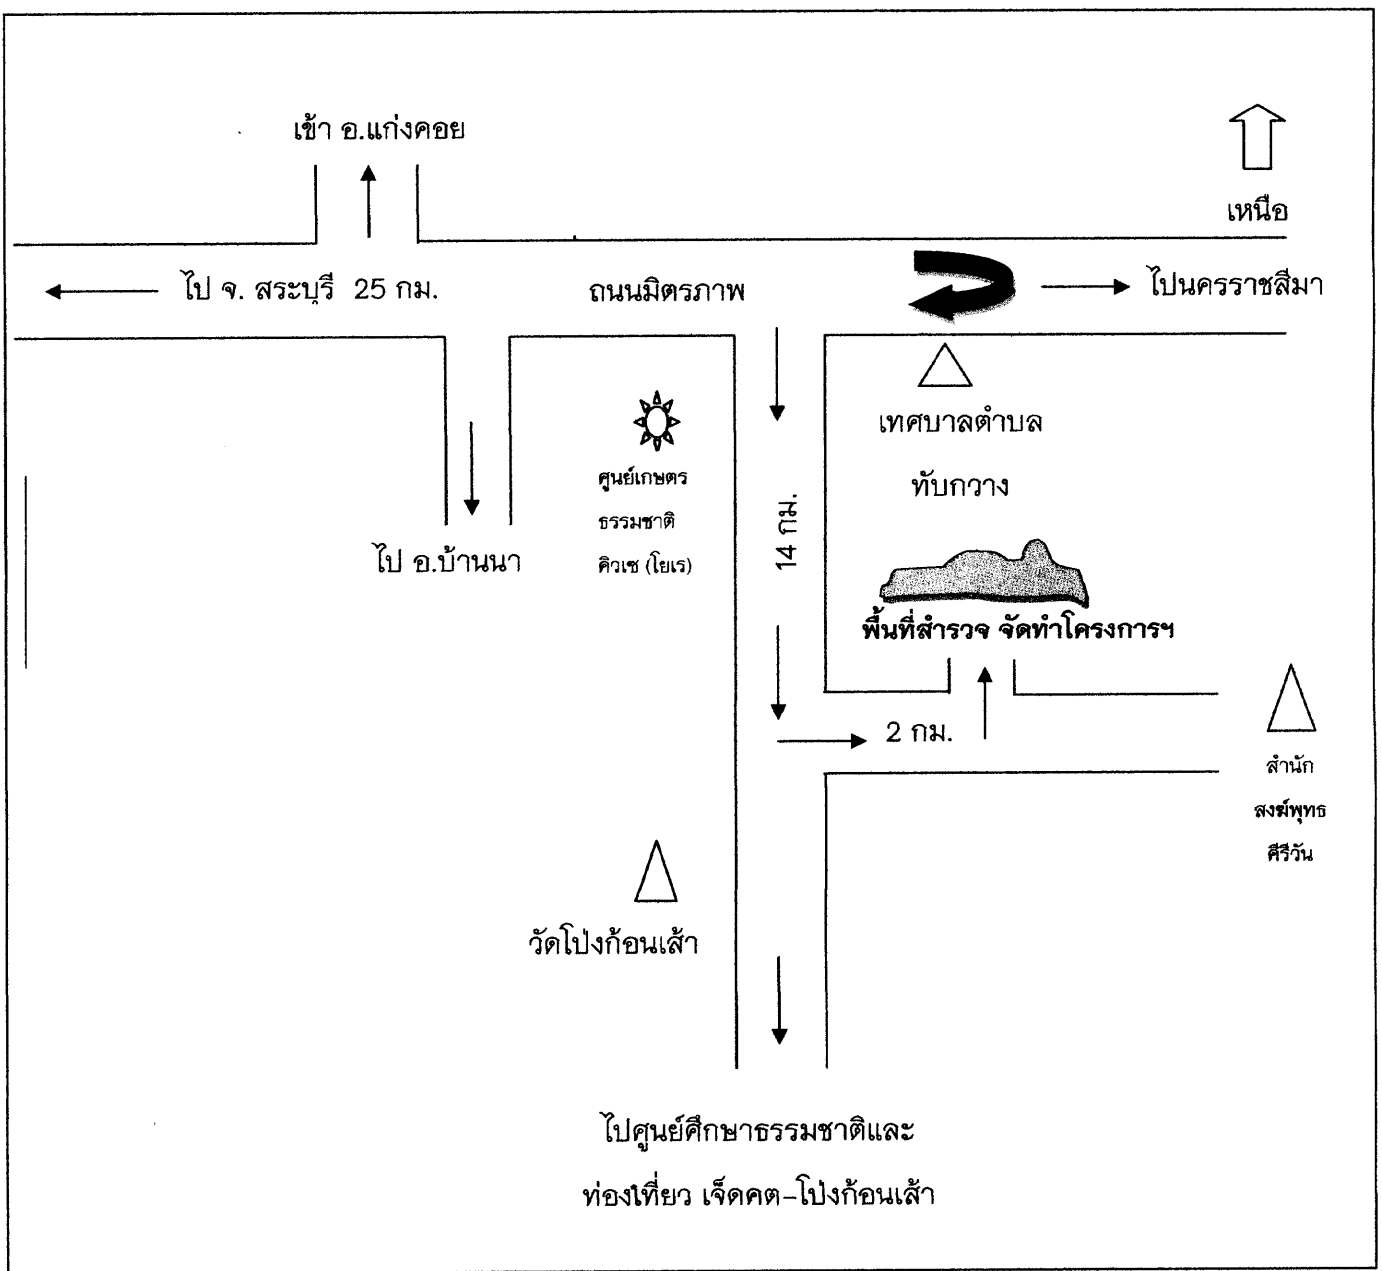 เข้า อ.แก่งคอย
เหนือ
ไป จ. สระบุรี 25 กม.
ถนนมิตรภาพ
ไปนครราชสีมา
เทศบาลตำบล
ทับกวาง
ศูนย์เกษตร
ธรรมชาติ
คิวเซ (โยเร)
ไป อ.บ้านนา
14 กม.
พื้นที่สำรวจ จัดทำโครงการฯ
2 กม.
สำนัก
สงฆ์พุทธ
ศีรีวัน
วัดโป่งก้อนเส้า
ไปศูนย์ศึกษาธรรมชาติและ
ท่องเที่ยว เจ็ดคต-โป่งก้อนเส้า